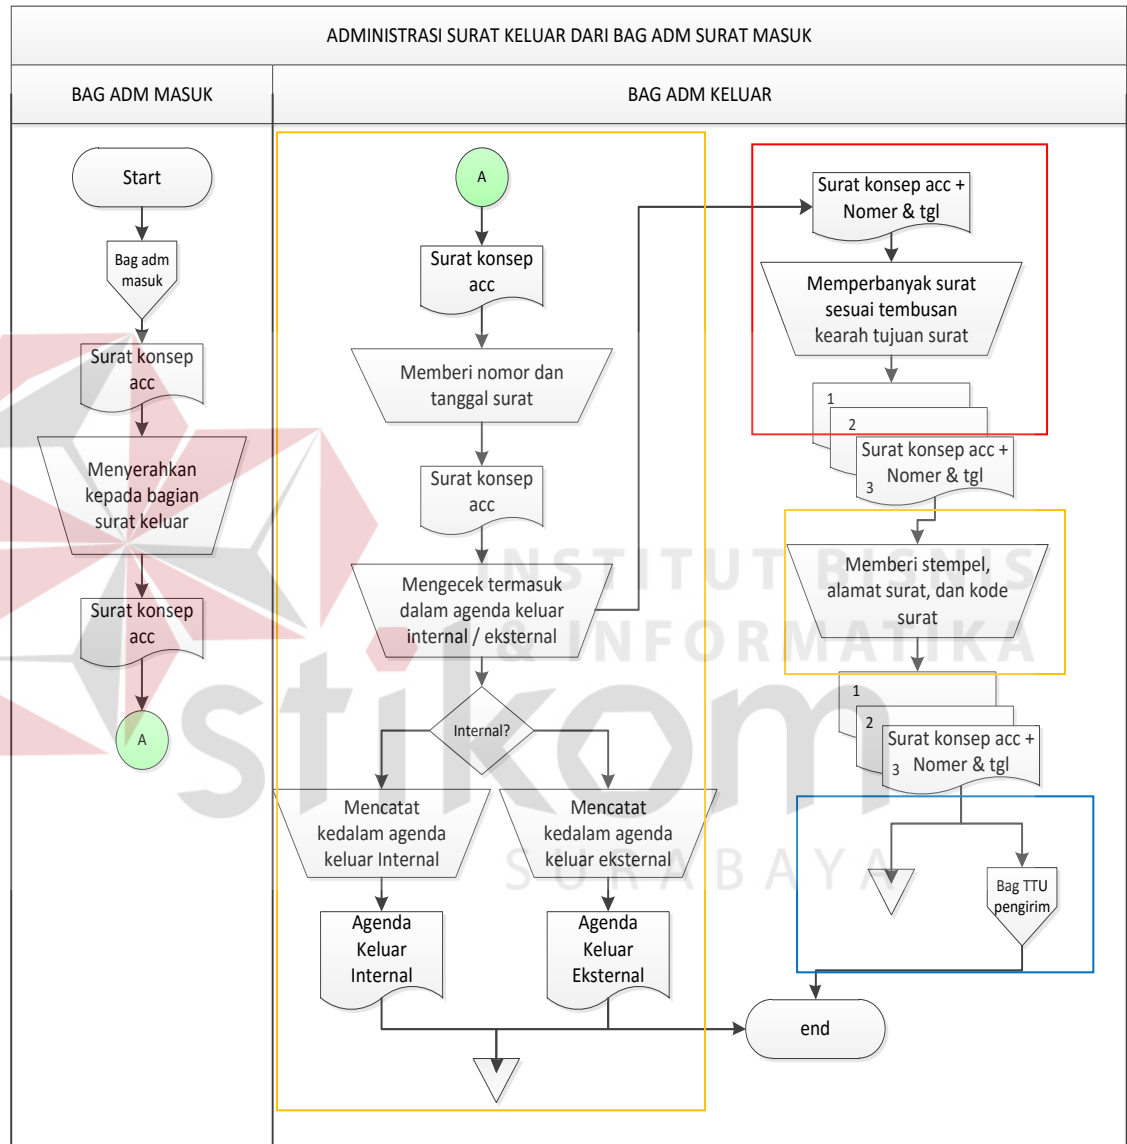 ADMINISTRASI SURAT KELUAR DARI BAG ADM SURAT MASUK
BAG ADM MASUK
BAG ADM KELUAR
Start
Bag adm
masuk
Surat konsep
acc
Menyerahkan
kepada bagian
surat keluar
Surat konsep
acc
A
A
Surat konsep
acc
Memberi nomor dan
tanggal surat
Surat konsep
acc
Mengecek termasuk
dalam agenda keluar
internal / eksternal
Internal?
Mencatat
kedalam agenda
keluar Internal
Mencatat
kedalam agenda
keluar eksternal
Agenda
Keluar
Internal
Agenda
Keluar
Eksternal
Surat konsep acc +
Nomer & tgl
Memperbanyak surat
sesuai tembusan
kearah tujuan surat
1
2
Surat konsep acc +
Nomer & tgl
3
Memberi stempel,
alamat surat, dan kode
surat
1
2
Surat konsep acc +
Nomer & tgl
3
Bag TTU
pengirim
end
INSTITUT BISNIS
& INFORMATIKA
stikom
SURABAYA